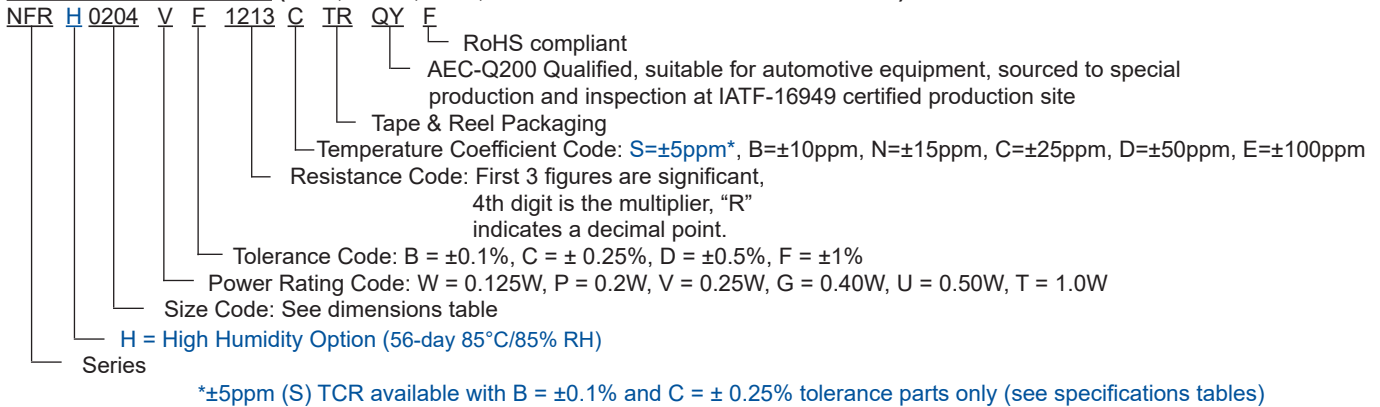 NFR H 0204 V F 1213 C TR QY F
RoHS compliant
AEC-Q200 Qualified, suitable for automotive equipment, sourced to special
production and inspection at IATF-16949 certified production site
Tape & Reel Packaging
Temperature Coefficient Code: S=±5ppm*, B=±10ppm, N=±15ppm, C=±25ppm, D=±50ppm, E=±100ppm
Resistance Code: First 3 figures are significant,
4th digit is the multiplier, “R”
indicates a decimal point.
Tolerance Code: B = ±0.1%, C = ± 0.25%, D = ±0.5%, F = ±1%
Power Rating Code: W = 0.125W, P = 0.2W, V = 0.25W, G = 0.40W, U = 0.50W, T = 1.0W
Size Code: See dimensions table
H = High Humidity Option (56-day 85°C/85% RH)
Series
*±5ppm (S) TCR available with B = ±0.1% and C = ± 0.25% tolerance parts only (see specifications tables)